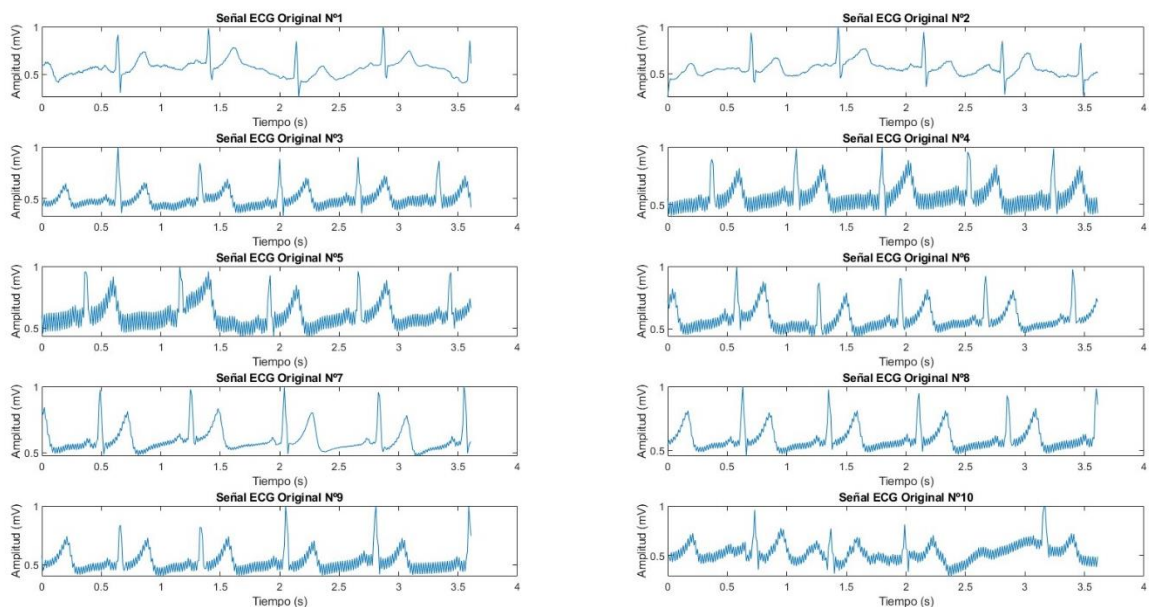 Señal ECG Original Nº1
Amplitud (mV)
1
0.5
0 0.5 1 1.5 2 2.5 3 3.5 4
Tiempo (s)
Señal ECG Original Nº2
Amplitud (mV)
1
0.5
0 0.5 1 1.5 2 2.5 3 3.5 4
Tiempo (s)
Señal ECG Original Nº3
Amplitud (mV)
1
0.5
0 0.5 1 1.5 2 2.5 3 3.5 4
Tiempo (s)
Señal ECG Original Nº4
Amplitud (mV)
1
0.5
0 0.5 1 1.5 2 2.5 3 3.5 4
Tiempo (s)
Señal ECG Original Nº5
Amplitud (mV)
1
0.5
0 0.5 1 1.5 2 2.5 3 3.5 4
Tiempo (s)
Señal ECG Original Nº6
Amplitud (mV)
1
0.5
0 0.5 1 1.5 2 2.5 3 3.5 4
Tiempo (s)
Señal ECG Original Nº7
Amplitud (mV)
1
0.5
0 0.5 1 1.5 2 2.5 3 3.5 4
Tiempo (s)
Señal ECG Original Nº8
Amplitud (mV)
1
0.5
0 0.5 1 1.5 2 2.5 3 3.5 4
Tiempo (s)
Señal ECG Original Nº9
Amplitud (mV)
1
0.5
0 0.5 1 1.5 2 2.5 3 3.5 4
Tiempo (s)
Señal ECG Original Nº10
Amplitud (mV)
1
0.5
0 0.5 1 1.5 2 2.5 3 3.5 4
Tiempo (s)